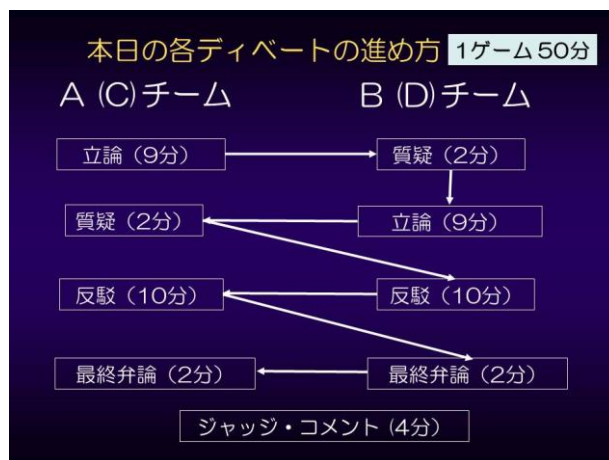 本日の各ディベートの進め方 1ゲーム 50分
A (C)チーム B (D)チーム
立論（9分） 質疑（2分）
質疑（2分） 立論（9分）
反駁（10分） 反駁（10分）
最終弁論（2分） 最終弁論（2分）
ジャッジ・コメント (4分）